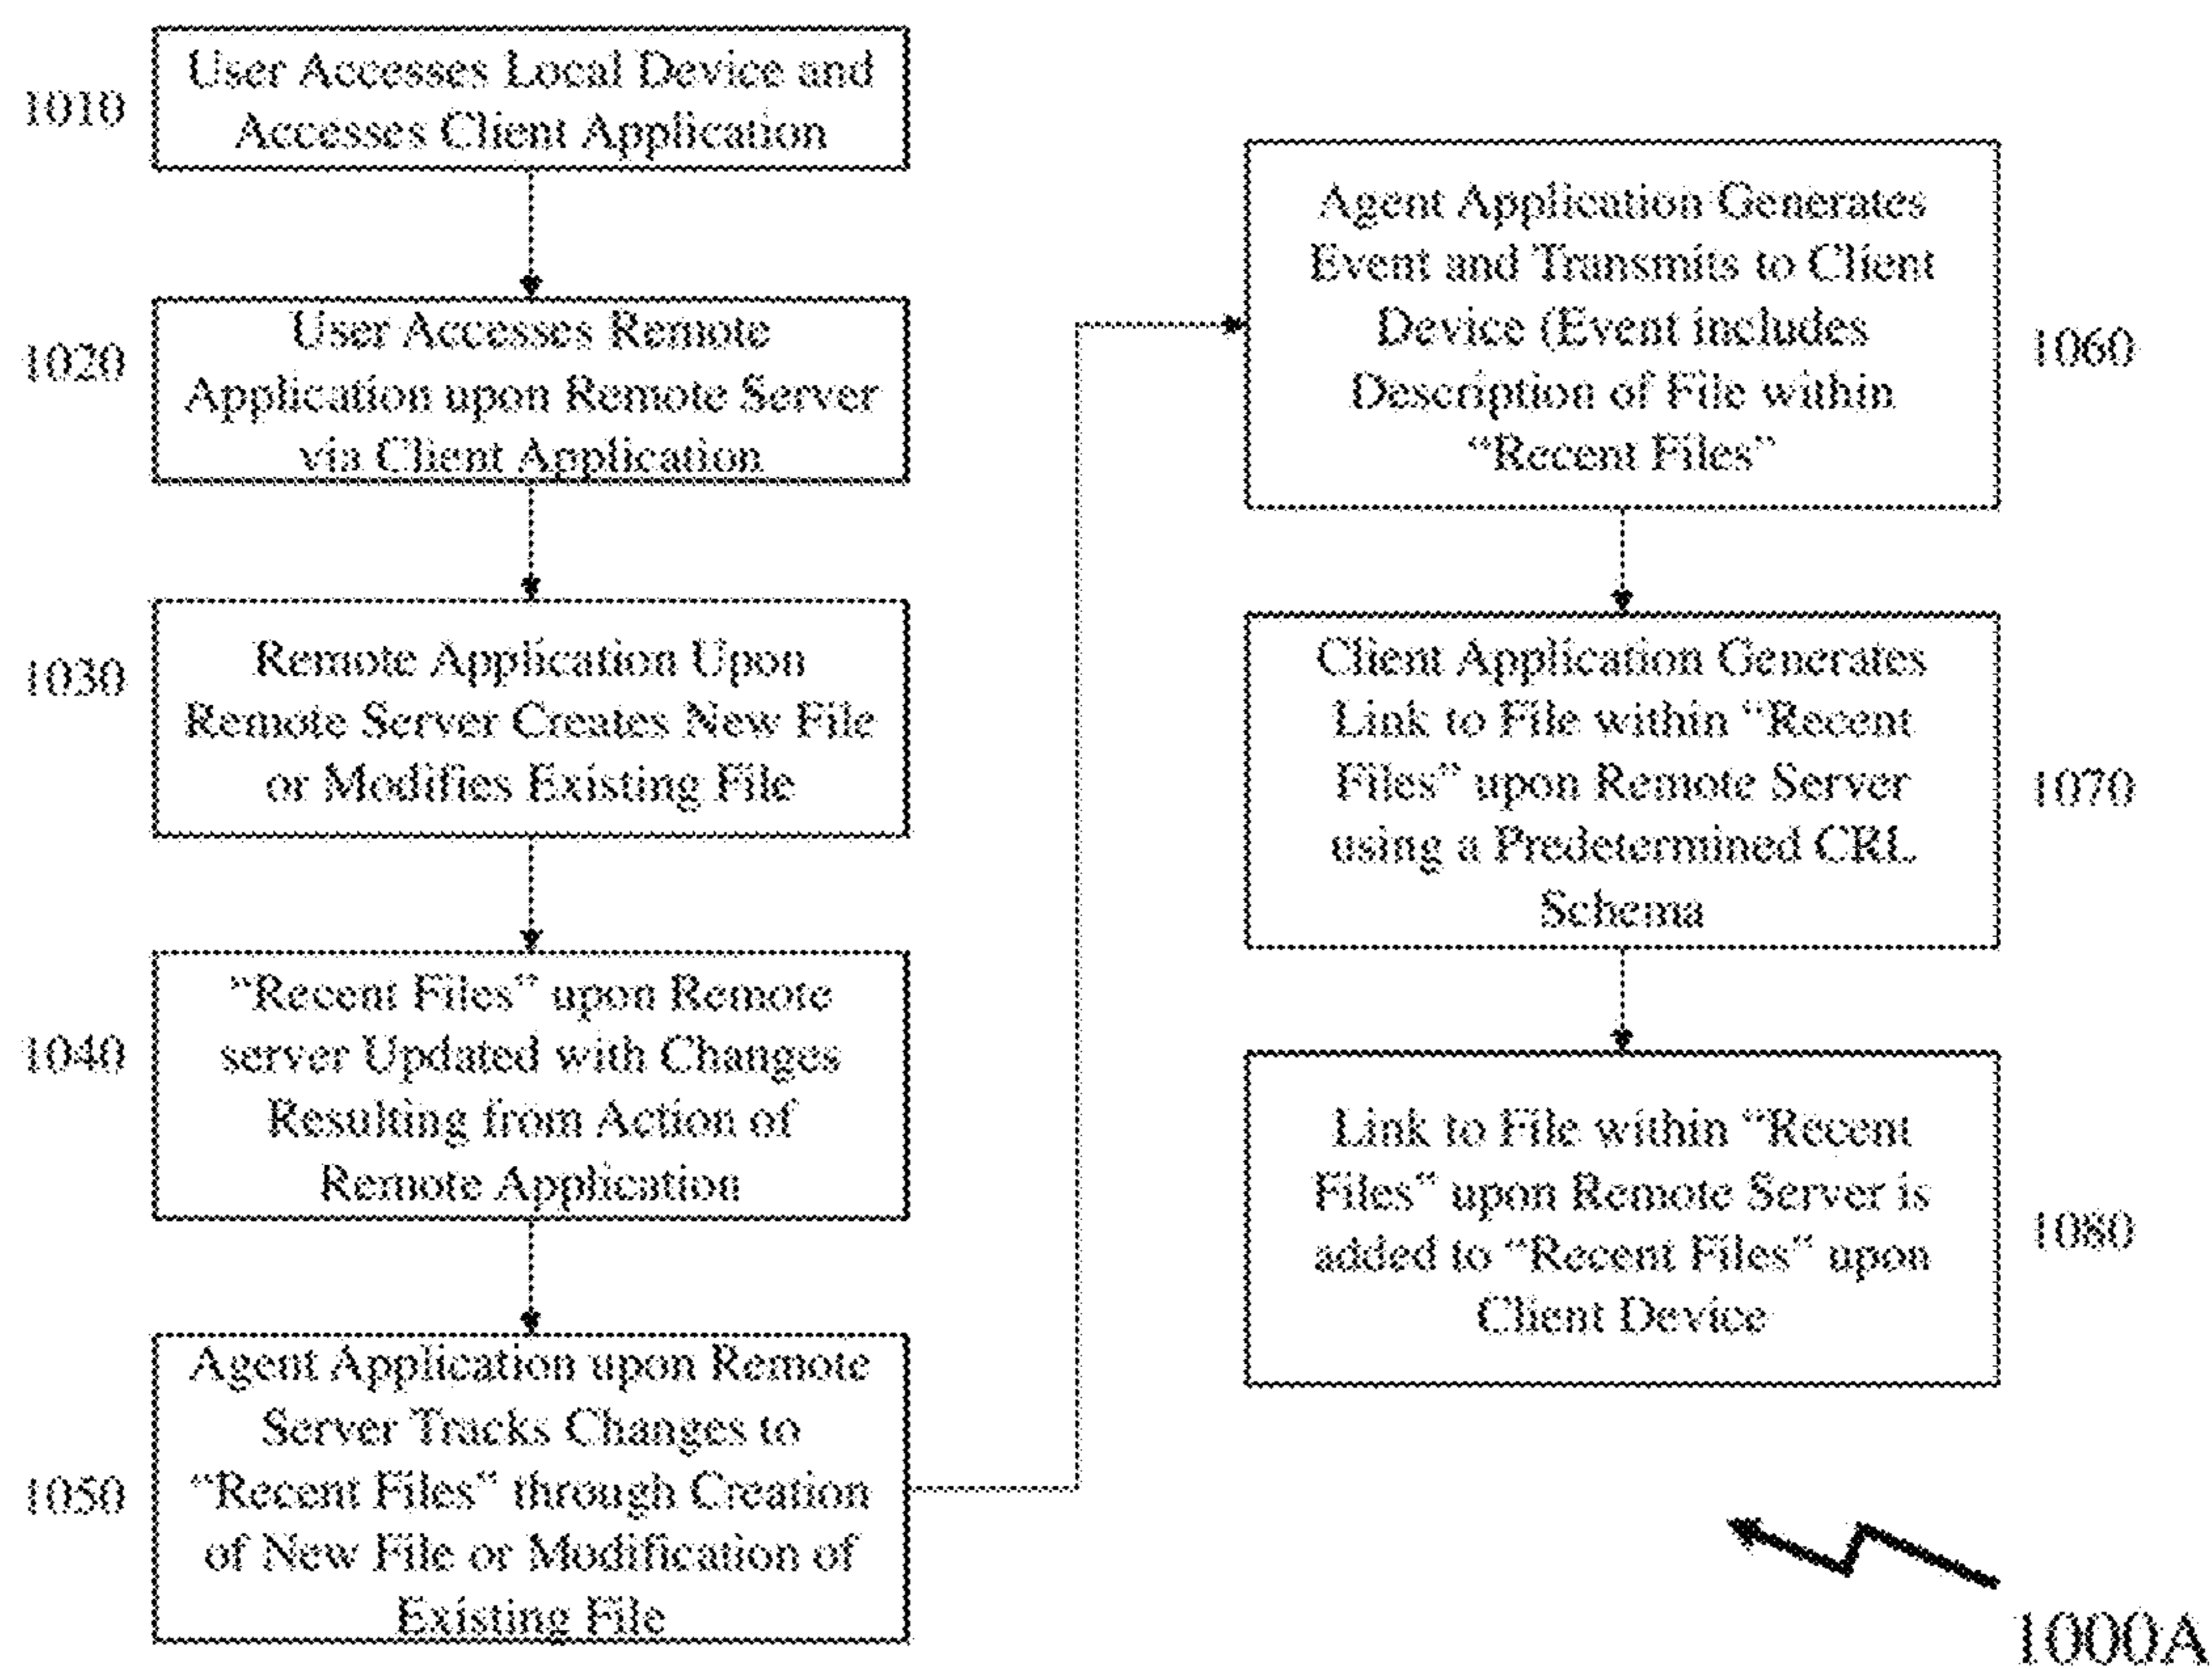 1010
User Accesses Local Device and
Accesses Client Application
1020
User Accesses Remote
Application upon Remote Server
via Client Application
1030
Remote Application Upon
Remote Server Creates New File
or Modifies Existing File
1040
“Recent Files” upon Remote
server Updated with Changes
Resulting from Action of
Remote Application
1050
Agent Application upon Remote
Server Tracks Changes to
“Recent Files“ through Creation
of New File or Modification of
Existing File
Agent Application Generates
Event and Transmits to Client
Device (Event includes
Description of File within
“Recent Files”
1060
Client Application Generates
Link to File within “Recent
Files” upon Remote Server
using a Predetermined CRL
Schema
1070
Link to File within “Recent
Files“ upon Remote Server is
added to “Recent Files“ upon
Client Device
1080
1000A